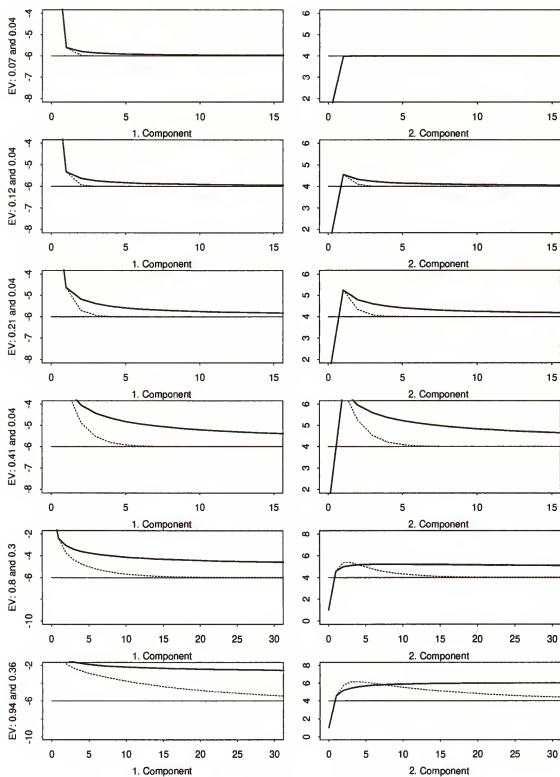 EV: 0.07 and 0.04
-4
-5
-6
-7
-8
0 5 10 15
1. Component
6
5
4
3
2
0 5 10 15
2. Component
EV: 0.12 and 0.04
-4
-5
-6
-7
-8
0 5 10 15
1. Component
6
5
4
3
2
0 5 10 15
2. Component
EV: 0.21 and 0.04
-4
-5
-6
-7
-8
0 5 10 15
1. Component
6
5
4
3
2
0 5 10 15
2. Component
EV: 0.41 and 0.04
-4
-5
-6
-7
-8
0 5 10 15
1. Component
6
5
4
3
2
0 5 10 15
2. Component
EV: 0.8 and 0.3
-2
-4
-6
-10
0 5 10 15 20 25 30
1. Component
8
6
4
2
0
0 5 10 15 20 25 30
2. Component
EV: 0.94 and 0.36
-2
-6
-10
0 5 10 15 20 25 30
1. Component
8
6
4
2
0
0 5 10 15 20 25 30
2. Component